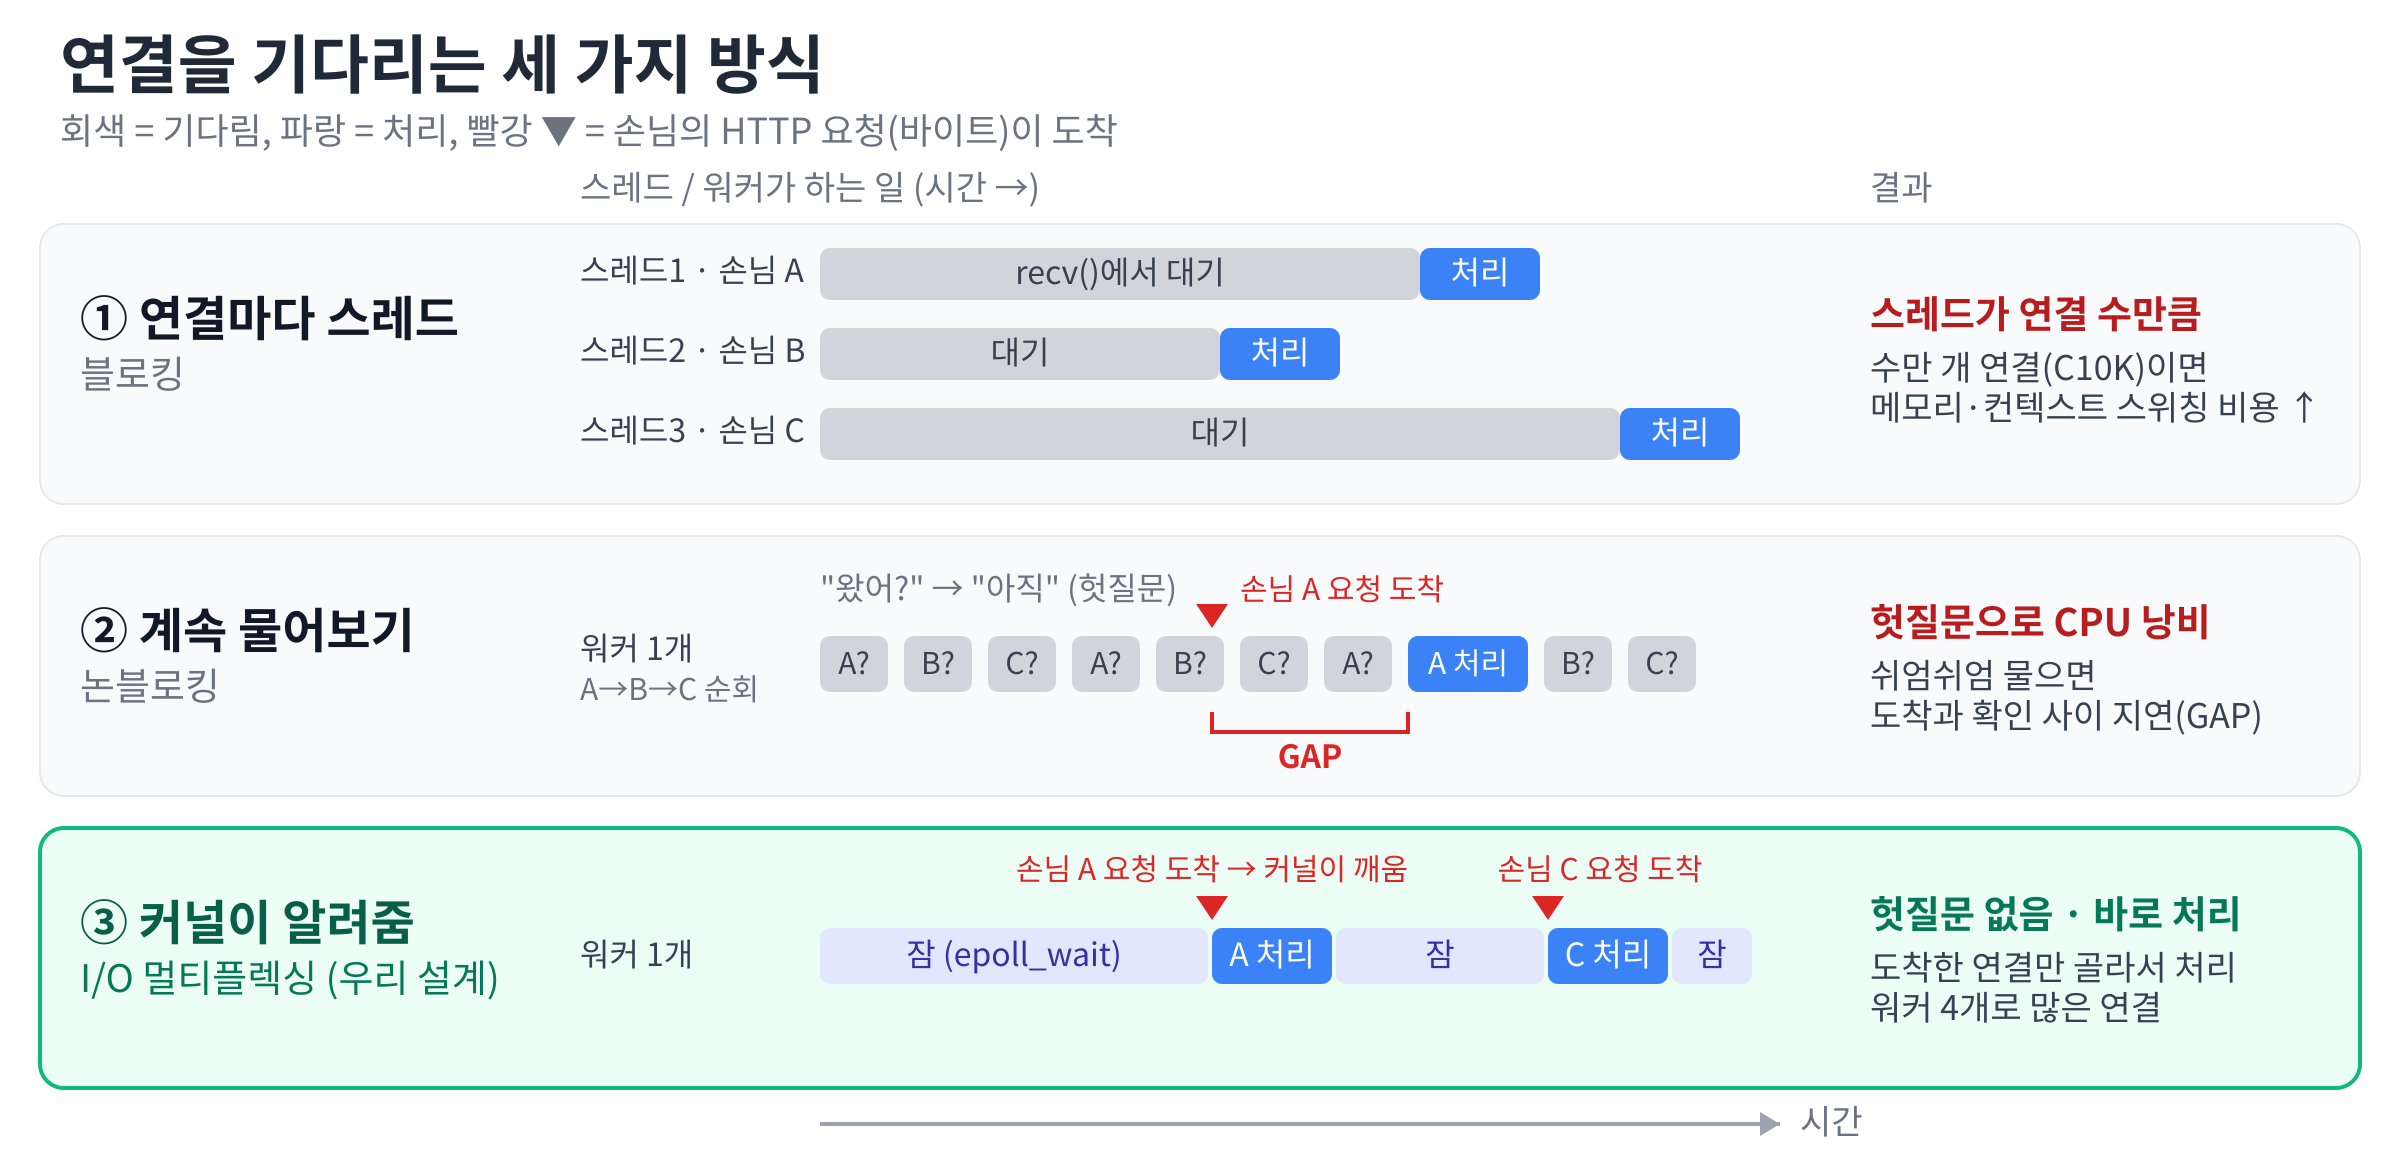 연결을 기다리는 세 가지 방식
회색 = 기다림, 파랑 = 처리, 빨강 ▼ = 손님의 HTTP 요청(바이트)이 도착
스레드 / 워커가 하는 일 (시간 →)
결과
① 연결마다 스레드
블로킹
스레드1 · 손님 A
recv()에서 대기
처리
스레드2 · 손님 B
대기
처리
스레드3 · 손님 C
대기
처리
스레드가 연결 수만큼
수만 개 연결(C10K)이면
메모리·컨텍스트 스위칭 비용 ↑
② 계속 물어보기
논블로킹
워커 1개
A→B→C 순회
"왔어?" → "아직" (헛질문)
손님 A 요청 도착
A?
B?
C?
A?
B?
C?
A?
A 처리
B?
C?
GAP
헛질문으로 CPU 낭비
쉬엄쉬엄 물으면
도착과 확인 사이 지연(GAP)
③ 커널이 알려줌
I/O 멀티플렉싱 (우리 설계)
워커 1개
손님 A 요청 도착 → 커널이 깨움
손님 C 요청 도착
잠 (epoll_wait)
A 처리
잠
C 처리
잠
헛질문 없음 · 바로 처리
도착한 연결만 골라서 처리
워커 4개로 많은 연결
시간